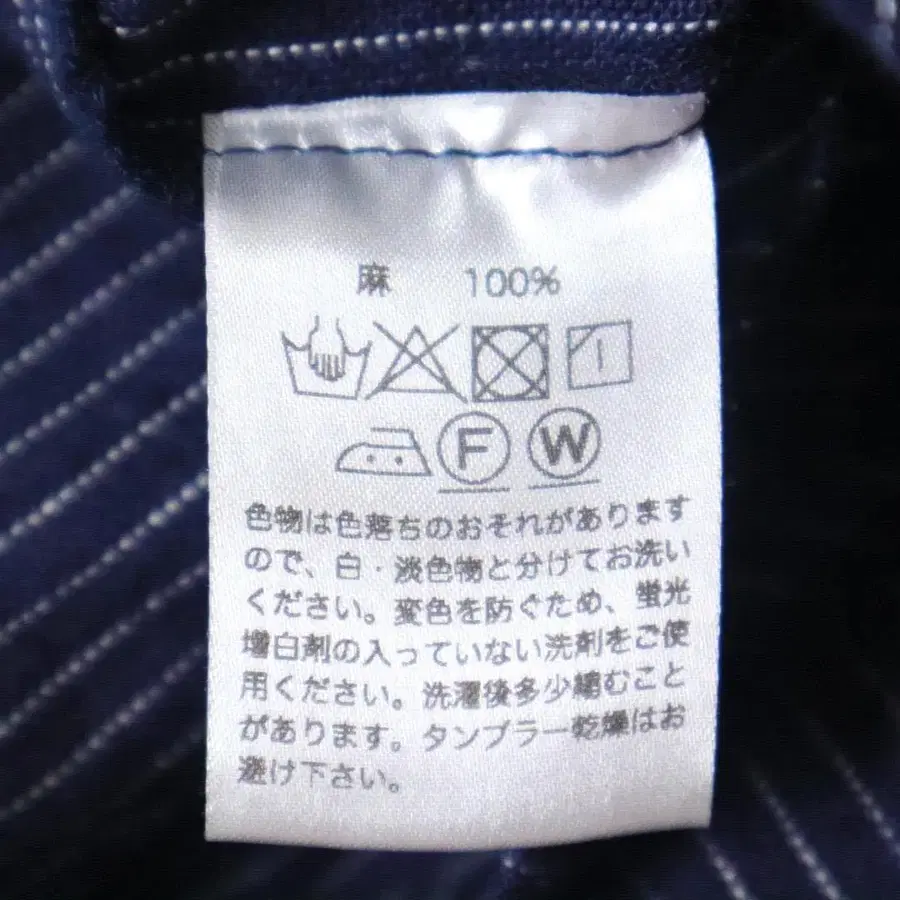 麻 100%
F W
色物は色落ちのおそれがあります
ので、白・淡色物と分けてお洗い
ください。変色を防ぐため、蛍光
増白剤の入っていない洗剤をご使
用ください。洗濯後多少縮むこと
があります。タンブラー乾燥はお
避け下さい。